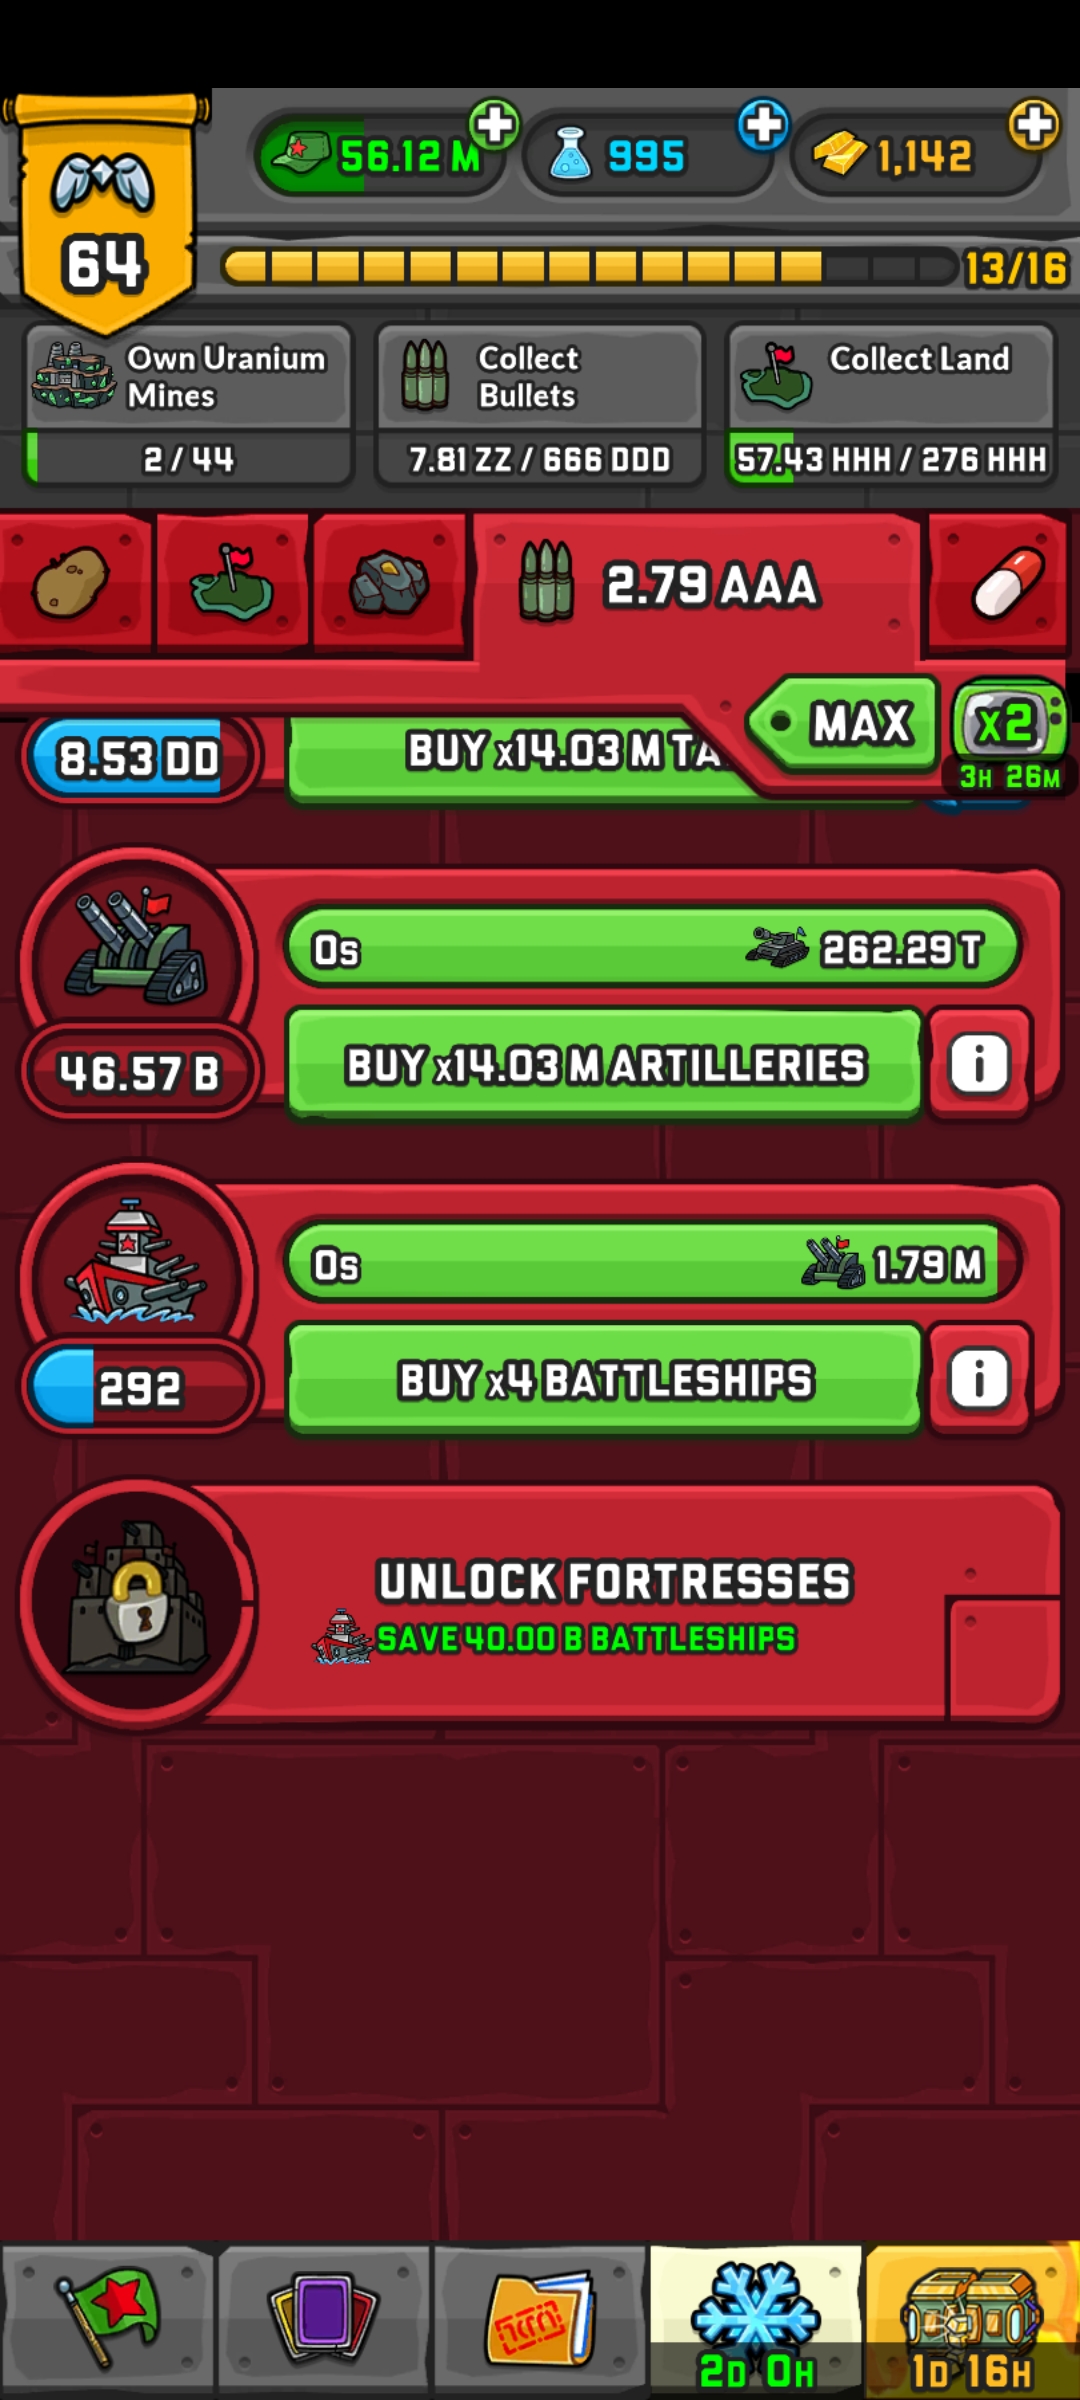 56.12 M
995
1,142
64
13/16
Own Uranium
Mines
2 / 44
Collect
Bullets
7.81 ZZ / 666 DDD
Collect Land
57.43 HHH / 276 HHH
2.79 AAA
MAX
x2
3H 26M
8.53 DD
BUY x14.03 M TA
0s
262.29 T
46.57 B
BUY x14.03 M ARTILLERIES
i
0s
1.79 M
292
BUY x4 BATTLESHIPS
i
UNLOCK FORTRESSES
SAVE 40.00 B BATTLESHIPS
2D 0H
1D 16H